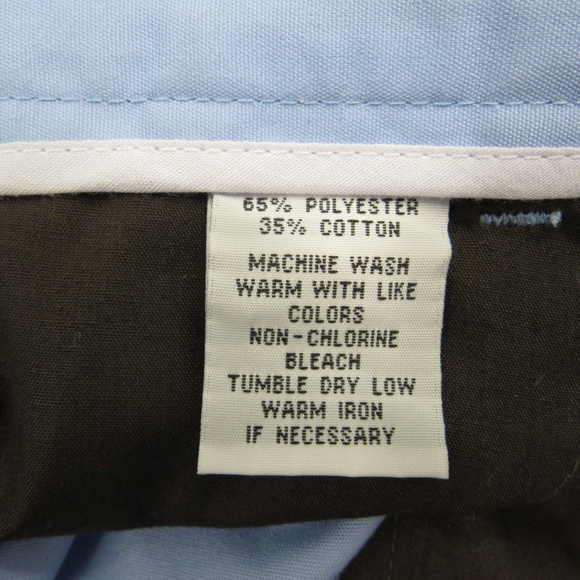 65% POLYESTER
35% COTTON
MACHINE WASH
WARM WITH LIKE
COLORS
NON-CHLORINE
BLEACH
TUMBLE DRY LOW
WARM IRON
IF NECESSARY